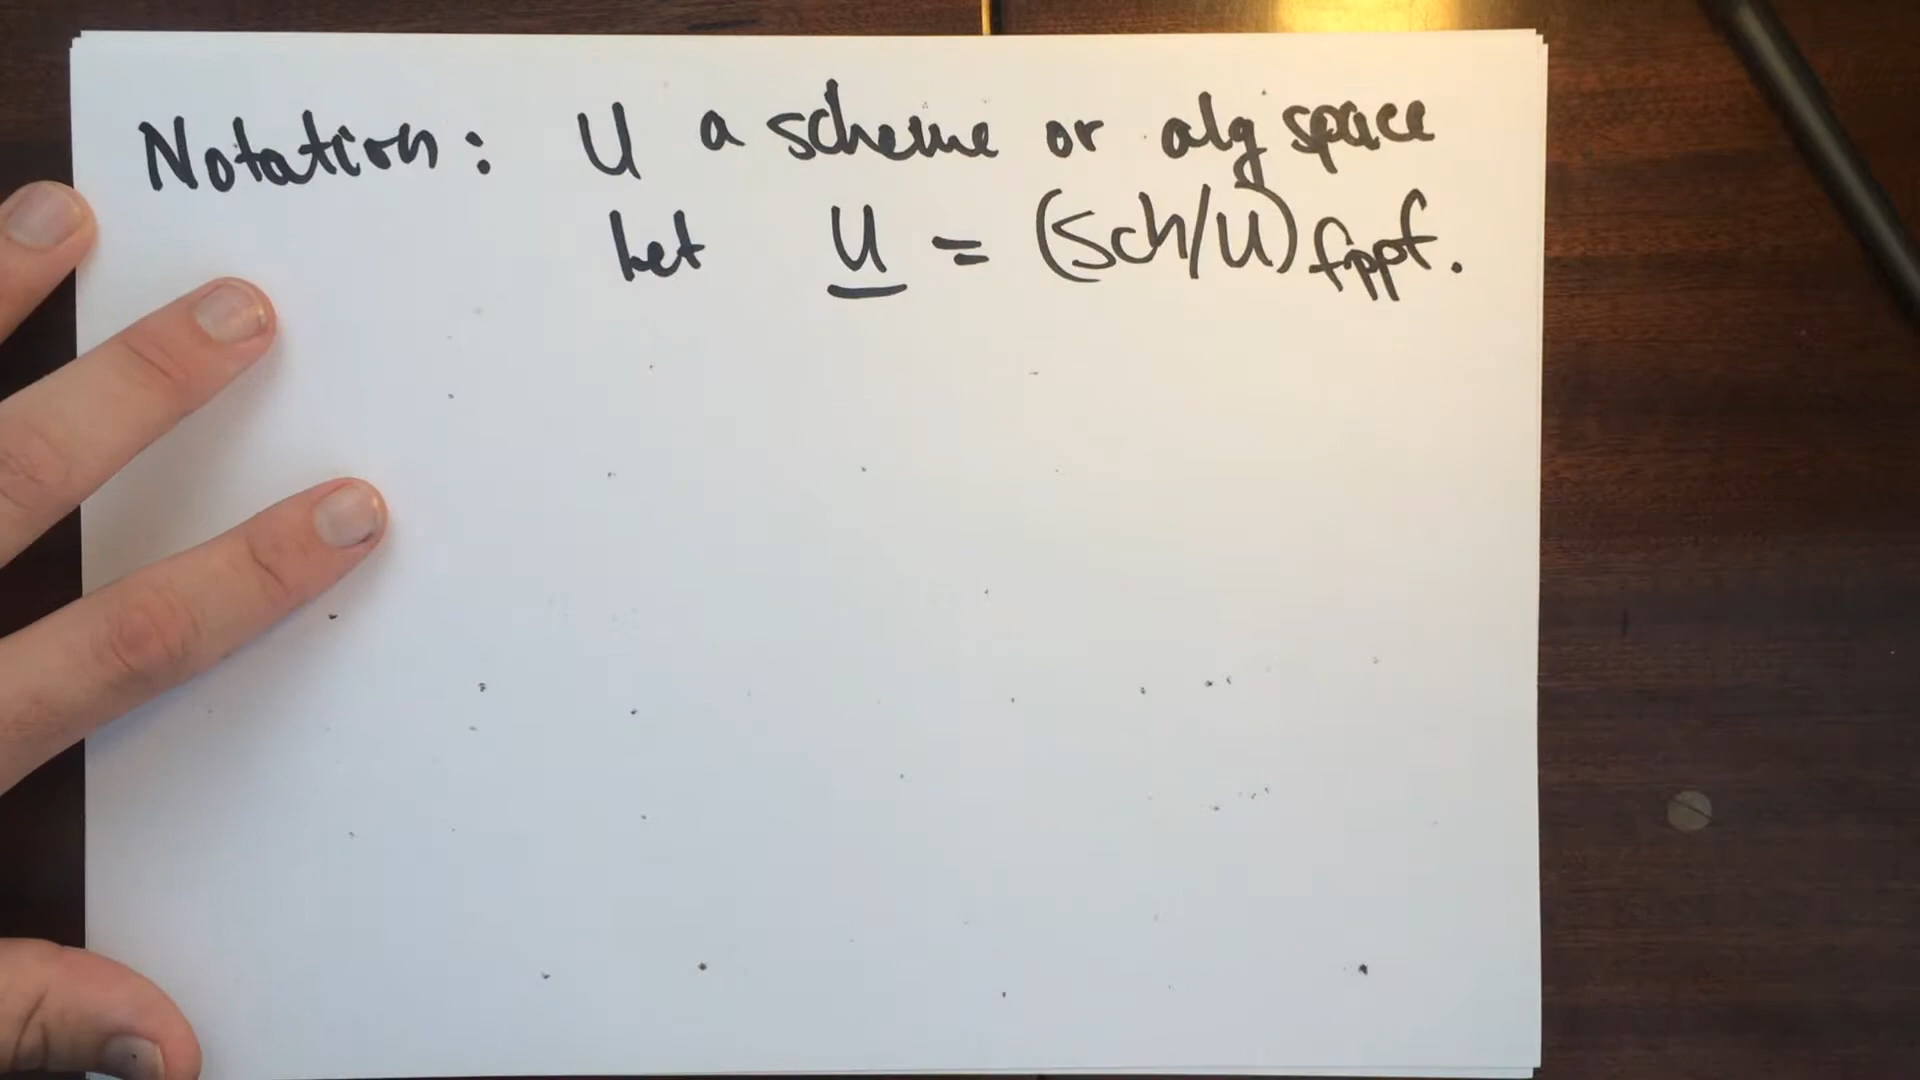 Notation: U a scheme or alg space
Let U = (Sch/U)fppf.